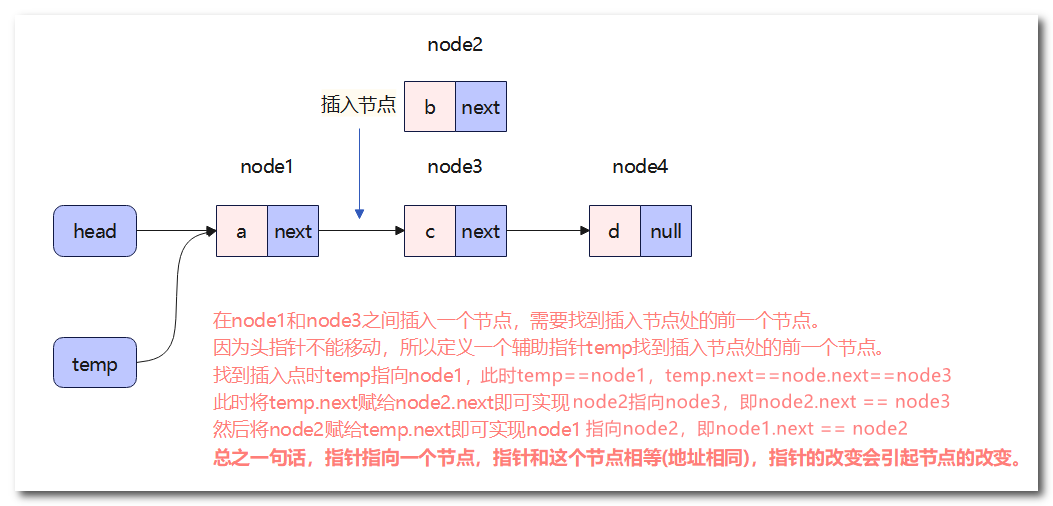 node2
插入节点
b next
node1 node3 node4
head a next c next d null
temp
在node1和node3之间插入一个节点，需要找到插入节点处的前一个节点。
因为头指针不能移动，所以定义一个辅助指针temp找到插入节点处的前一个节点。
找到插入点时temp指向node1，此时temp==node1，temp.next==node.next==node3
此时将temp.next赋给node2.next即可实现node2指向node3，即node2.next == node3
然后将node2赋给temp.next即可实现node1 指向node2，即node1.next == node2
总之一句话，指针指向一个节点，指针和这个节点相等(地址相同)，指针的改变会引起节点的改变。